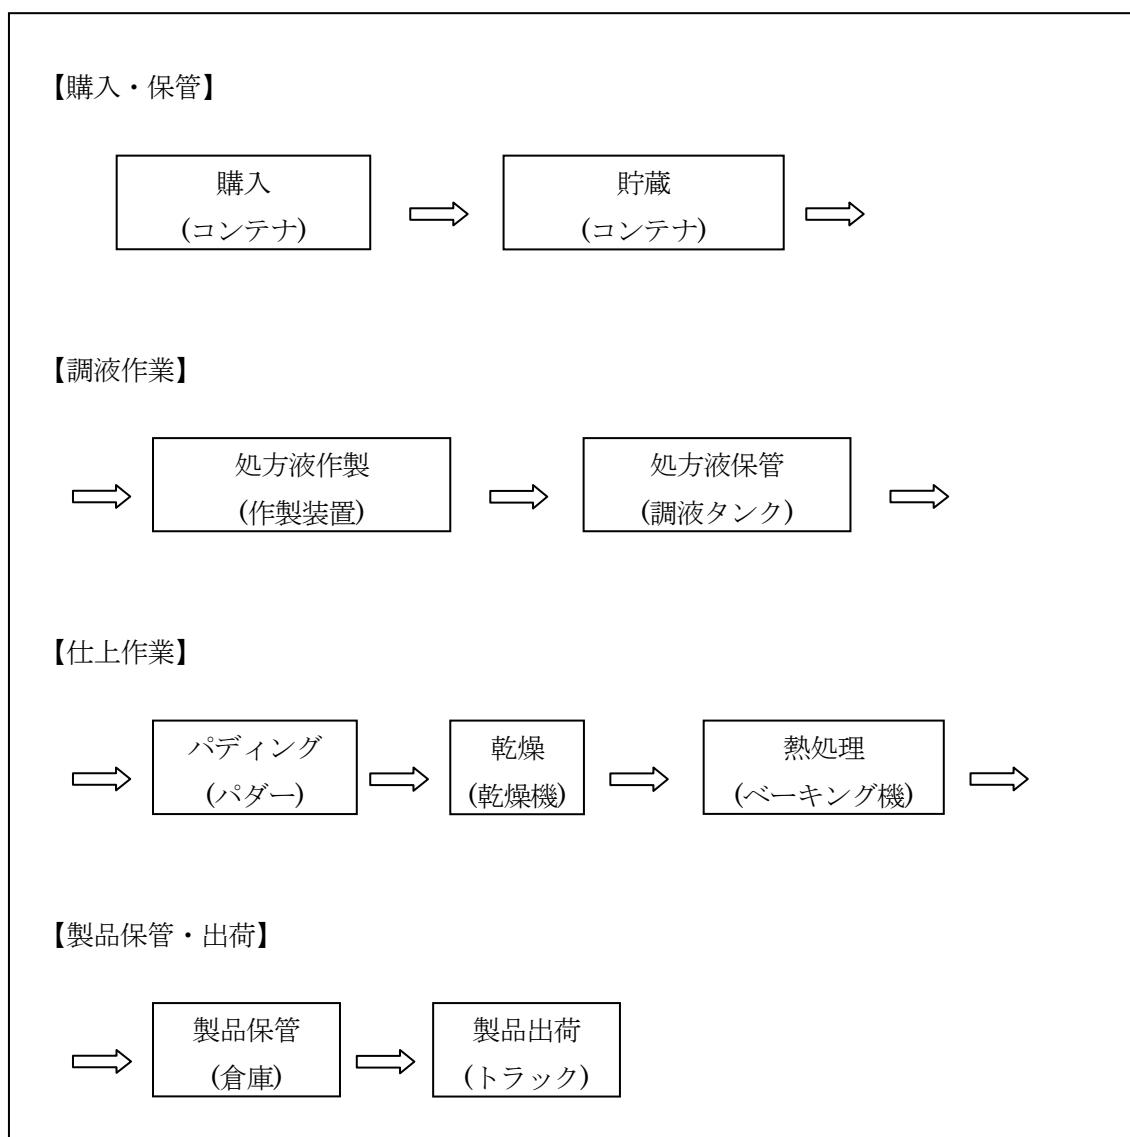 【購入・保管】
購入 貯蔵
(コンテナ) (コンテナ)
【調液作業】
処方液作製 処方液保管
(作製装置) (調液タンク)
【仕上作業】
パディング 乾燥 熱処理
(パダー) (乾燥機) (ベーキング機)
【製品保管・出荷】
製品保管 製品出荷
(倉庫) (トラック)